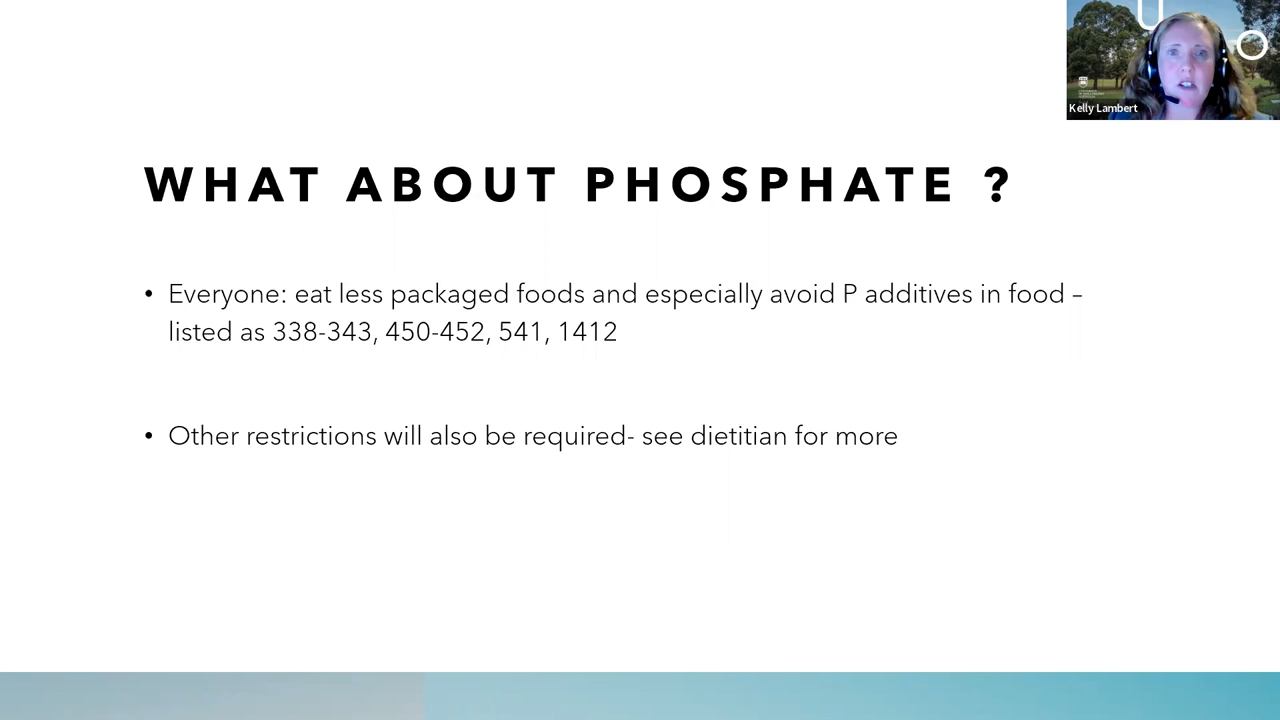 U
O
Kelly Lambert
WHAT ABOUT PHOSPHATE ?
• Everyone: eat less packaged foods and especially avoid P additives in food –
listed as 338-343, 450-452, 541, 1412
• Other restrictions will also be required- see dietitian for more